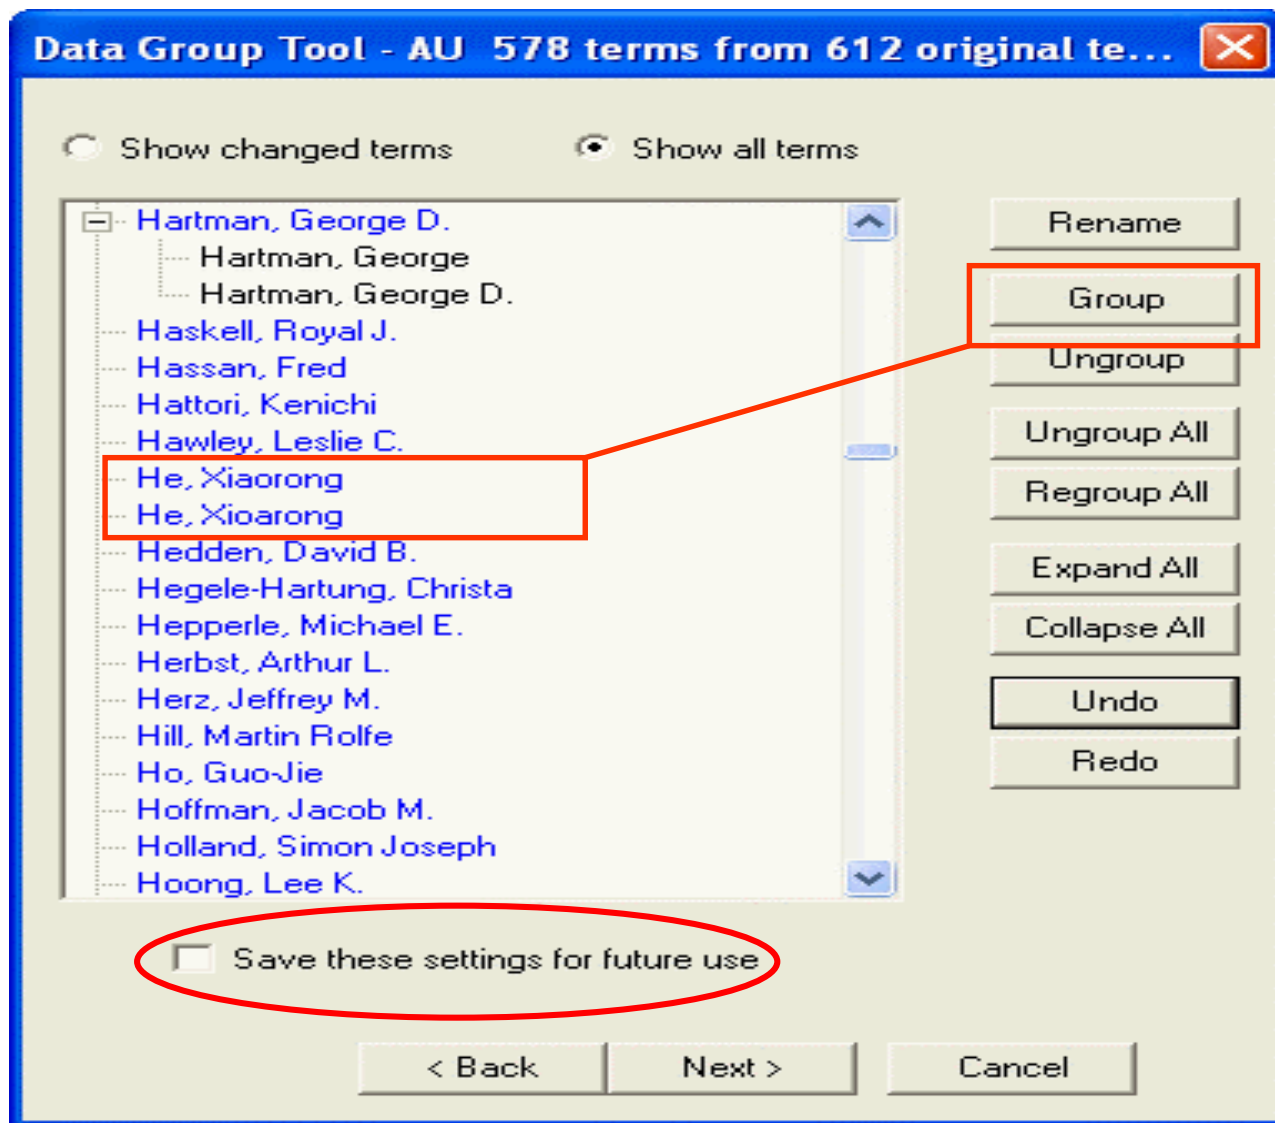 Data Group Tool - AU 578 terms from 612 original te...
Show changed terms Show all terms
Hartman, George D.
Hartman, George
Hartman, George D.
Haskell, Royal J.
Hassan, Fred
Hattori, Kenichi
Hawley, Leslie C.
He, Xiaorong
He, Xioarong
Hedden, David B.
Hegele-Hartung, Christa
Hepperle, Michael E.
Herbst, Arthur L.
Herz, Jeffrey M.
Hill, Martin Rolfe
Ho, Guo-Jie
Hoffman, Jacob M.
Holland, Simon Joseph
Hoong, Lee K.
Rename
Group
Ungroup
Ungroup All
Regroup All
Expand All
Collapse All
Undo
Redo
Save these settings for future use
< Back Next > Cancel